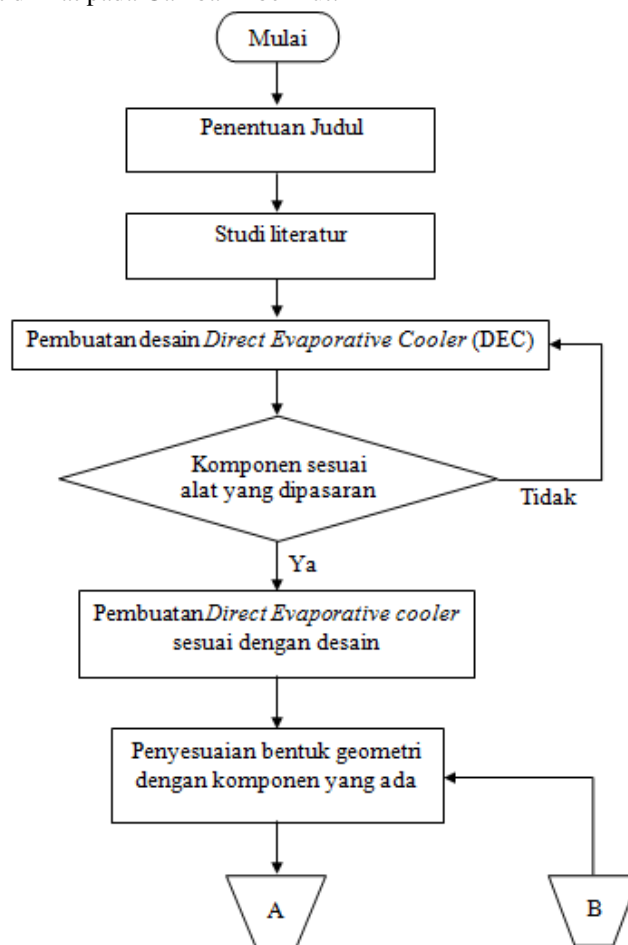 Mulai
Penentuan Judul
Studi literatur
Pembuatan desain Direct Evaporative Cooler (DEC)
Komponen sesuai
alat yang dipasaran
Tidak
Ya
Pembuatan Direct Evaporative cooler
sesuai dengan desain
Penyesuaian bentuk geometri
dengan komponen yang ada
A
B